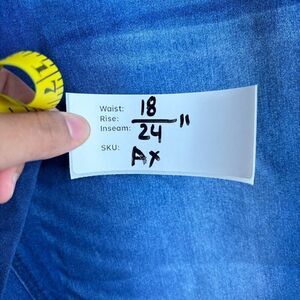 Waist: 18
Rise:
Inseam: 24"
SKU: AX